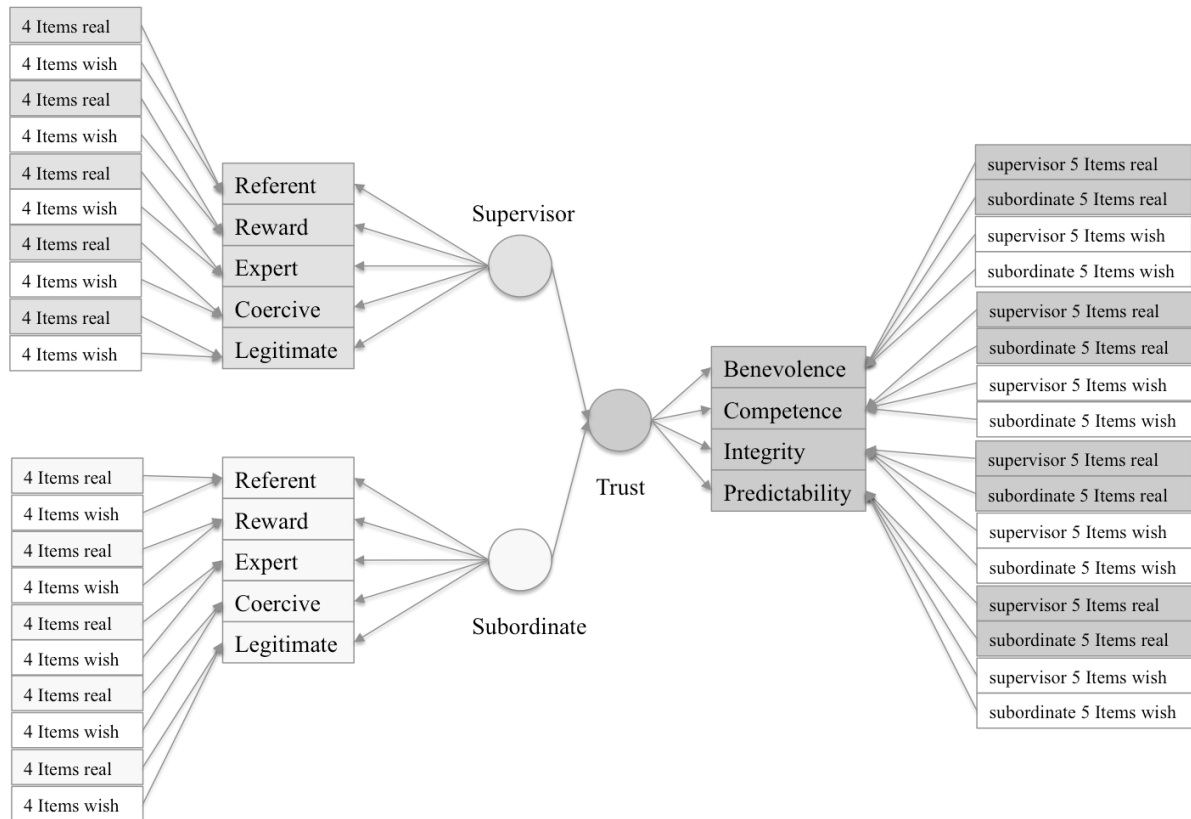 4 Items real
4 Items wish
4 Items real
4 Items wish
4 Items real
4 Items wish
4 Items real
4 Items wish
4 Items real
4 Items wish
Referent
Reward
Expert
Coercive
Legitimate
Supervisor
4 Items real
4 Items wish
4 Items real
4 Items wish
4 Items real
4 Items wish
4 Items real
4 Items wish
4 Items real
4 Items wish
Referent
Reward
Expert
Coercive
Legitimate
Subordinate
Trust
Benevolence
Competence
Integrity
Predictability
supervisor 5 Items real
subordinate 5 Items real
supervisor 5 Items wish
subordinate 5 Items wish
supervisor 5 Items real
subordinate 5 Items real
supervisor 5 Items wish
subordinate 5 Items wish
supervisor 5 Items real
subordinate 5 Items real
supervisor 5 Items wish
subordinate 5 Items wish
supervisor 5 Items real
subordinate 5 Items real
supervisor 5 Items wish
subordinate 5 Items wish